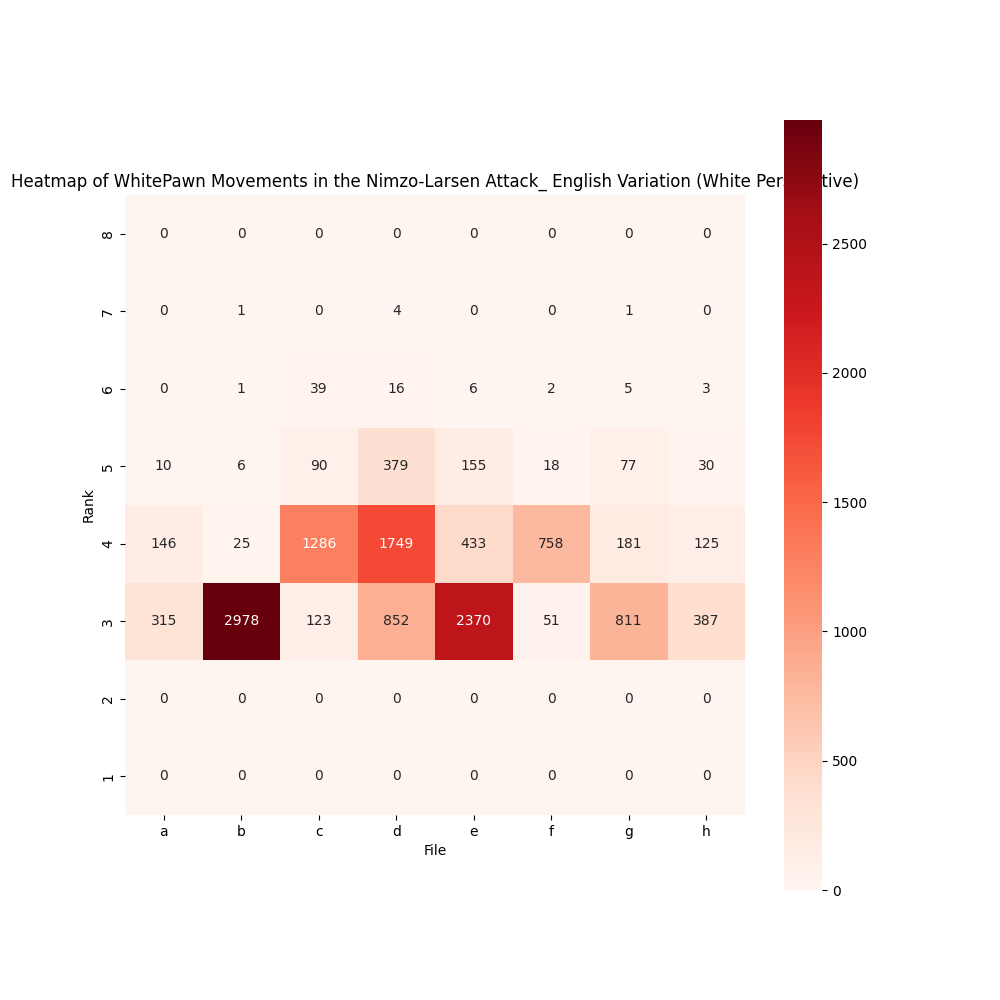 Heatmap of WhitePawn Movements in the Nimzo-Larsen Attack_ English Variation (White Per tive)
8 0 0 0 0 0 0 0 0
7 0 1 0 4 0 0 1 0
6 0 1 39 16 6 2 5 3
5 10 6 90 379 155 18 77 30
4 146 25 1286 1749 433 758 181 125
3 315 2978 123 852 2370 51 811 387
2 0 0 0 0 0 0 0 0
1 0 0 0 0 0 0 0 0
a b c d e f g h
File
Rank
2500
2000
1500
1000
500
0